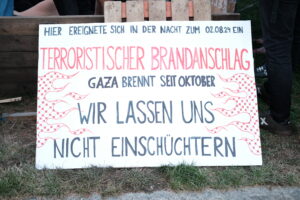 HIER EREIGNETE SICH IN DER NACHT ZUM 02.08.24 EIN
TERRORISTISCHER BRANDANSCHLAG
GAZA BRENNT SEIT OKTOBER
WIR LASSEN UNS
NICHT EINSCHÜCHTERN